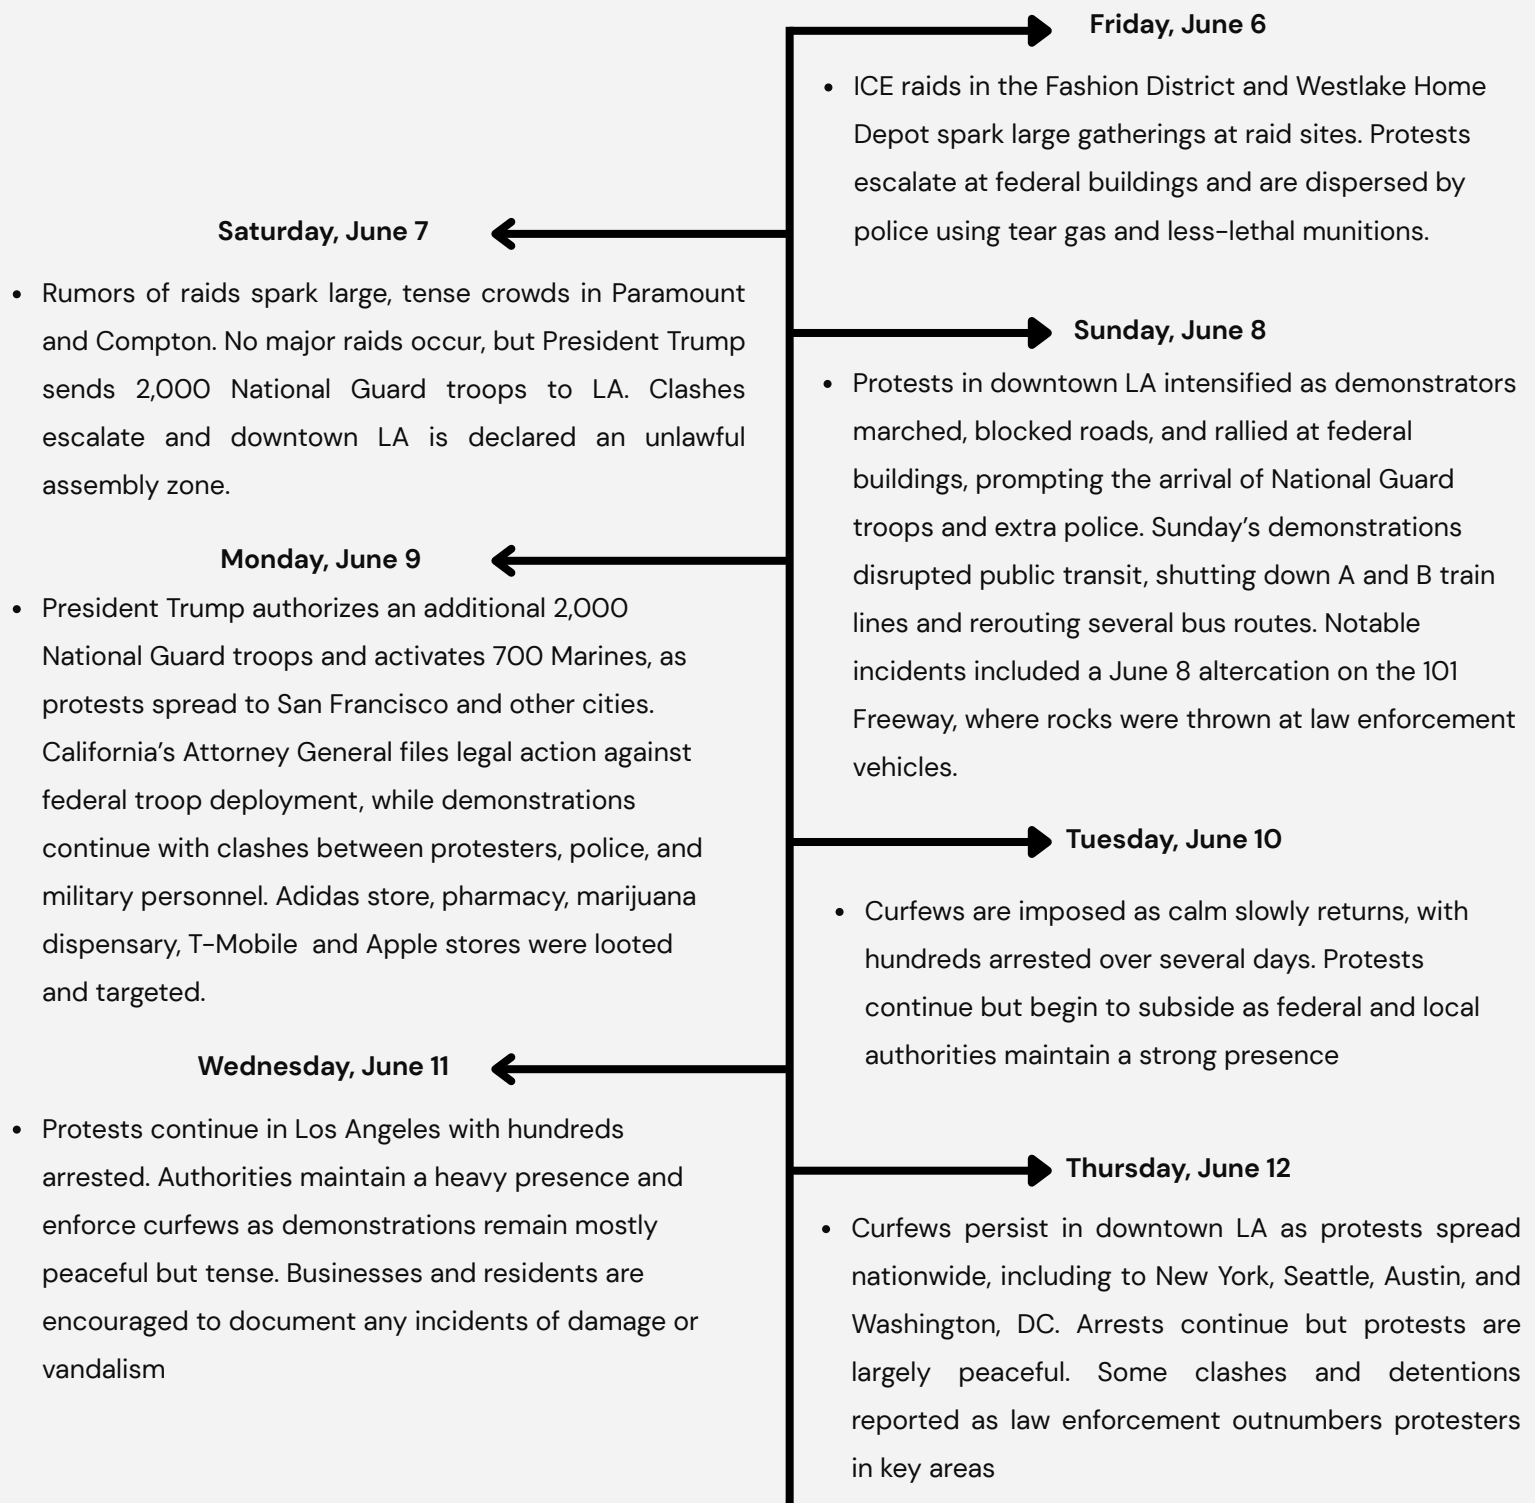 Friday, June 6
• ICE raids in the Fashion District and Westlake Home
Depot spark large gatherings at raid sites. Protests
escalate at federal buildings and are dispersed by
police using tear gas and less-lethal munitions.
Saturday, June 7
• Rumors of raids spark large, tense crowds in Paramount
and Compton. No major raids occur, but President Trump
sends 2,000 National Guard troops to LA. Clashes
escalate and downtown LA is declared an unlawful
assembly zone.
Sunday, June 8
• Protests in downtown LA intensified as demonstrators
marched, blocked roads, and rallied at federal
buildings, prompting the arrival of National Guard
troops and extra police. Sunday’s demonstrations
disrupted public transit, shutting down A and B train
lines and rerouting several bus routes. Notable
incidents included a June 8 altercation on the 101
Freeway, where rocks were thrown at law enforcement
vehicles.
Monday, June 9
• President Trump authorizes an additional 2,000
National Guard troops and activates 700 Marines, as
protests spread to San Francisco and other cities.
California’s Attorney General files legal action against
federal troop deployment, while demonstrations
continue with clashes between protesters, police, and
military personnel. Adidas store, pharmacy, marijuana
dispensary, T-Mobile  and Apple stores were looted
and targeted.
Tuesday, June 10
• Curfews are imposed as calm slowly returns, with
hundreds arrested over several days. Protests
continue but begin to subside as federal and local
authorities maintain a strong presence
Wednesday, June 11
• Protests continue in Los Angeles with hundreds
arrested. Authorities maintain a heavy presence and
enforce curfews as demonstrations remain mostly
peaceful but tense. Businesses and residents are
encouraged to document any incidents of damage or
vandalism
Thursday, June 12
• Curfews persist in downtown LA as protests spread
nationwide, including to New York, Seattle, Austin, and
Washington, DC. Arrests continue but protests are
largely peaceful. Some clashes and detentions
reported as law enforcement outnumbers protesters
in key areas